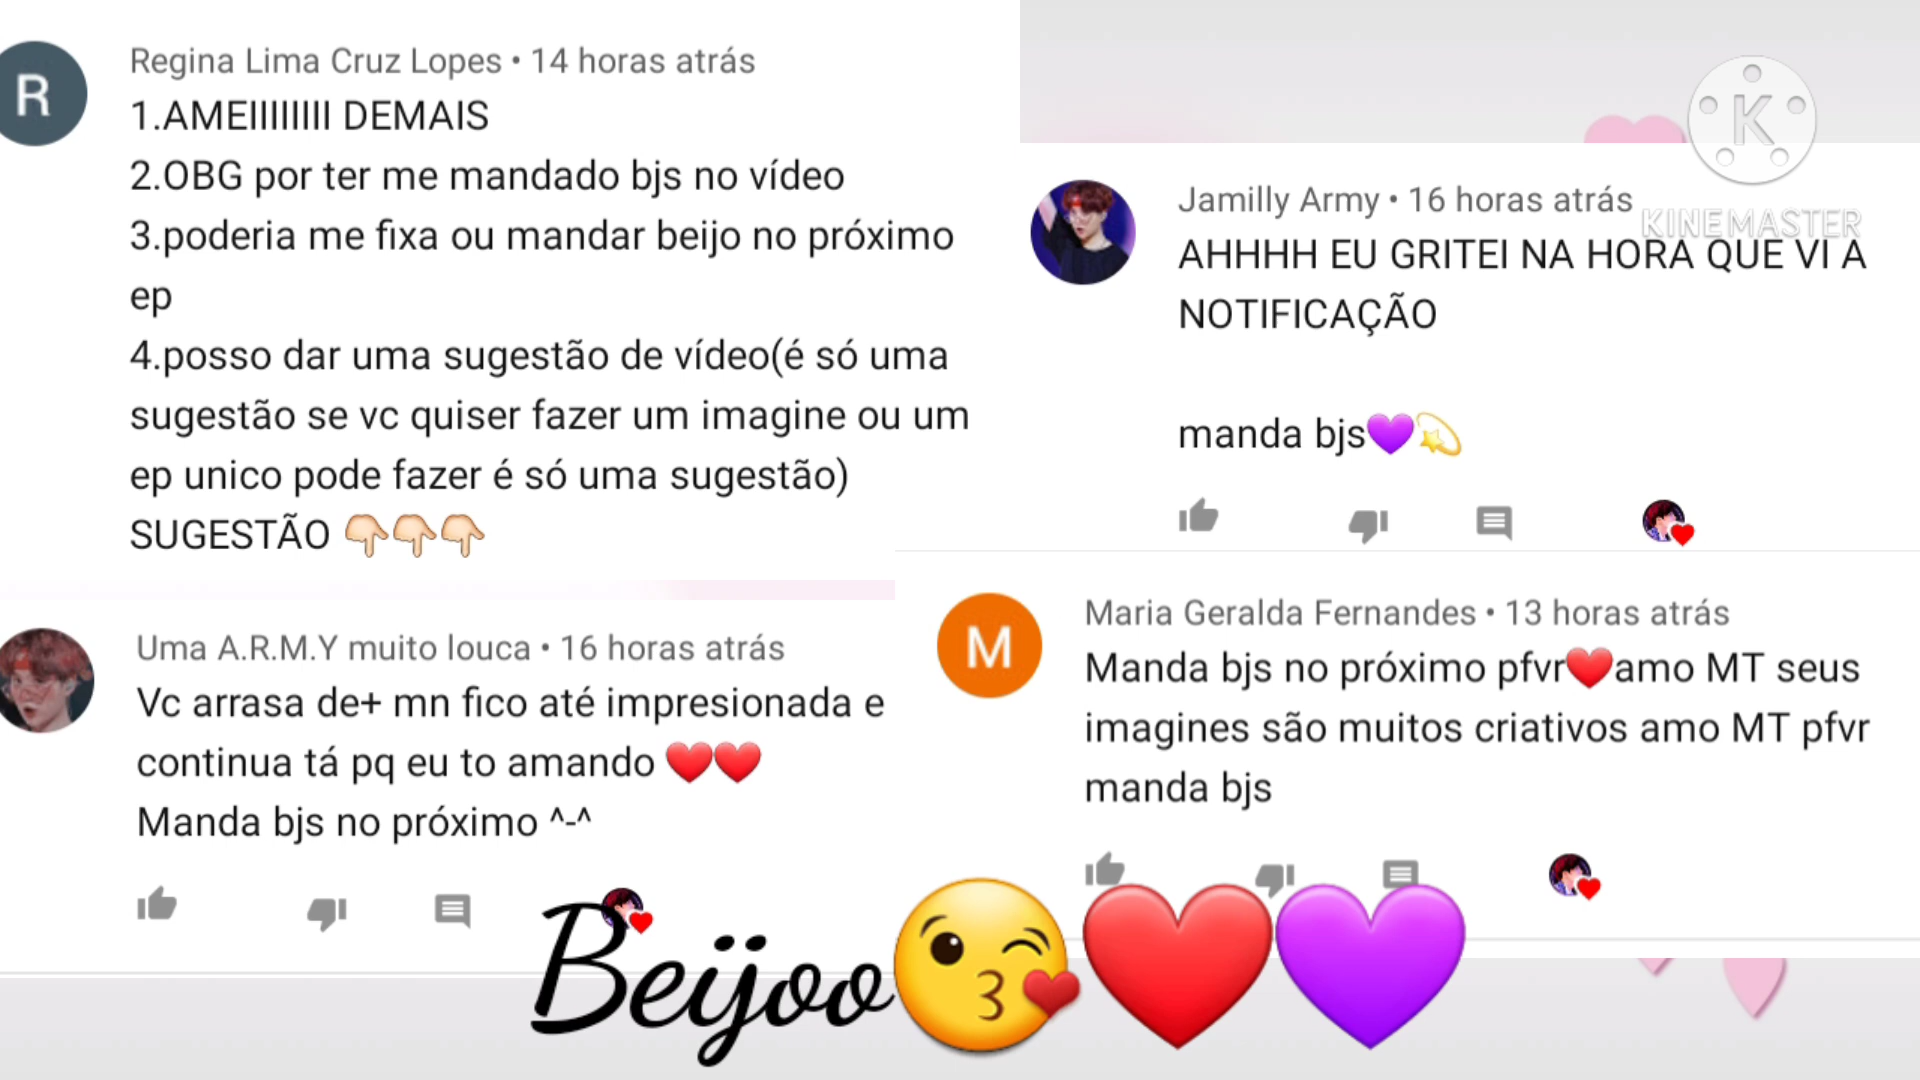 R
Regina Lima Cruz Lopes • 14 horas atrás
1.AMEIIIIIIIII DEMAIS
2.OBG por ter me mandado bjs no vídeo
3.poderia me fixa ou mandar beijo no próximo
ep
4.posso dar uma sugestão de vídeo(é só uma
sugestão se vc quiser fazer um imagine ou um
ep unico pode fazer é só uma sugestão)
SUGESTÃO 👇🏻👇🏻👇🏻
K
KINEMASTER
Jamilly Army • 16 horas atrás
AHHHH EU GRITEI NA HORA QUE VI A
NOTIFICAÇÃO
manda bjs💜💫
Uma A.R.M.Y muito louca • 16 horas atrás
Vc arrasa de+ mn fico até impresionada e
continua tá pq eu to amando ❤️❤️
Manda bjs no próximo ^-^
M
Maria Geralda Fernandes • 13 horas atrás
Manda bjs no próximo pfvr❤️amo MT seus
imagines são muitos criativos amo MT pfvr
manda bjs
Beijoo😘❤️💜